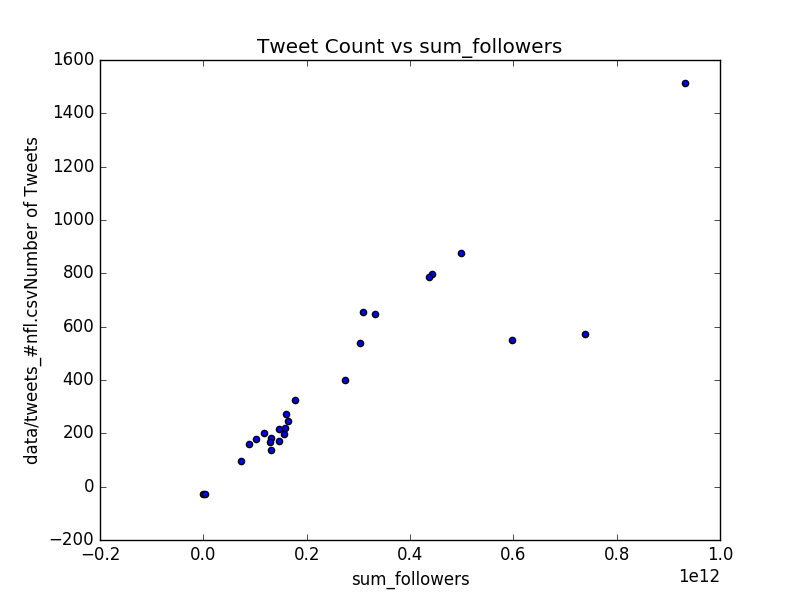 Tweet Count vs sum_followers
1600
1400
1200
1000
800
600
400
200
0
−200
data/tweets_#nfl.csvNumber of Tweets
−0.2 0.0 0.2 0.4 0.6 0.8 1.0
1e12
sum_followers